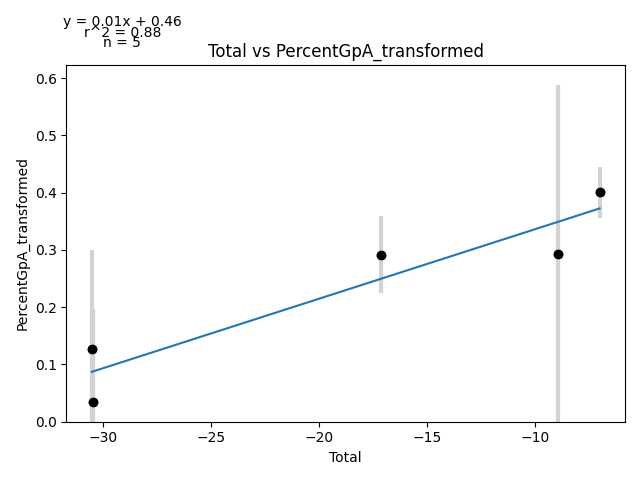 y = 0.01x + 0.46
r^2 = 0.88
n = 5
Total vs PercentGpA_transformed
0.6
0.5
0.4
0.3
0.2
0.1
0.0
PercentGpA_transformed
−30
−25
−20
−15
−10
Total